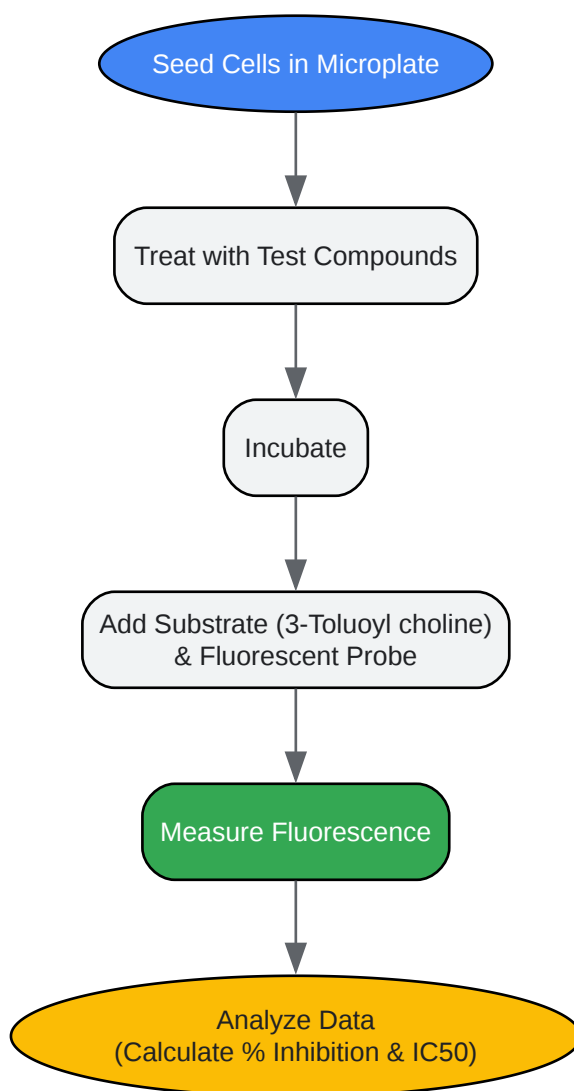 Seed Cells in Microplate
Treat with Test Compounds
Incubate
Add Substrate (3-Toluoyl choline)
& Fluorescent Probe
Measure Fluorescence
Analyze Data
(Calculate % Inhibition & IC50)